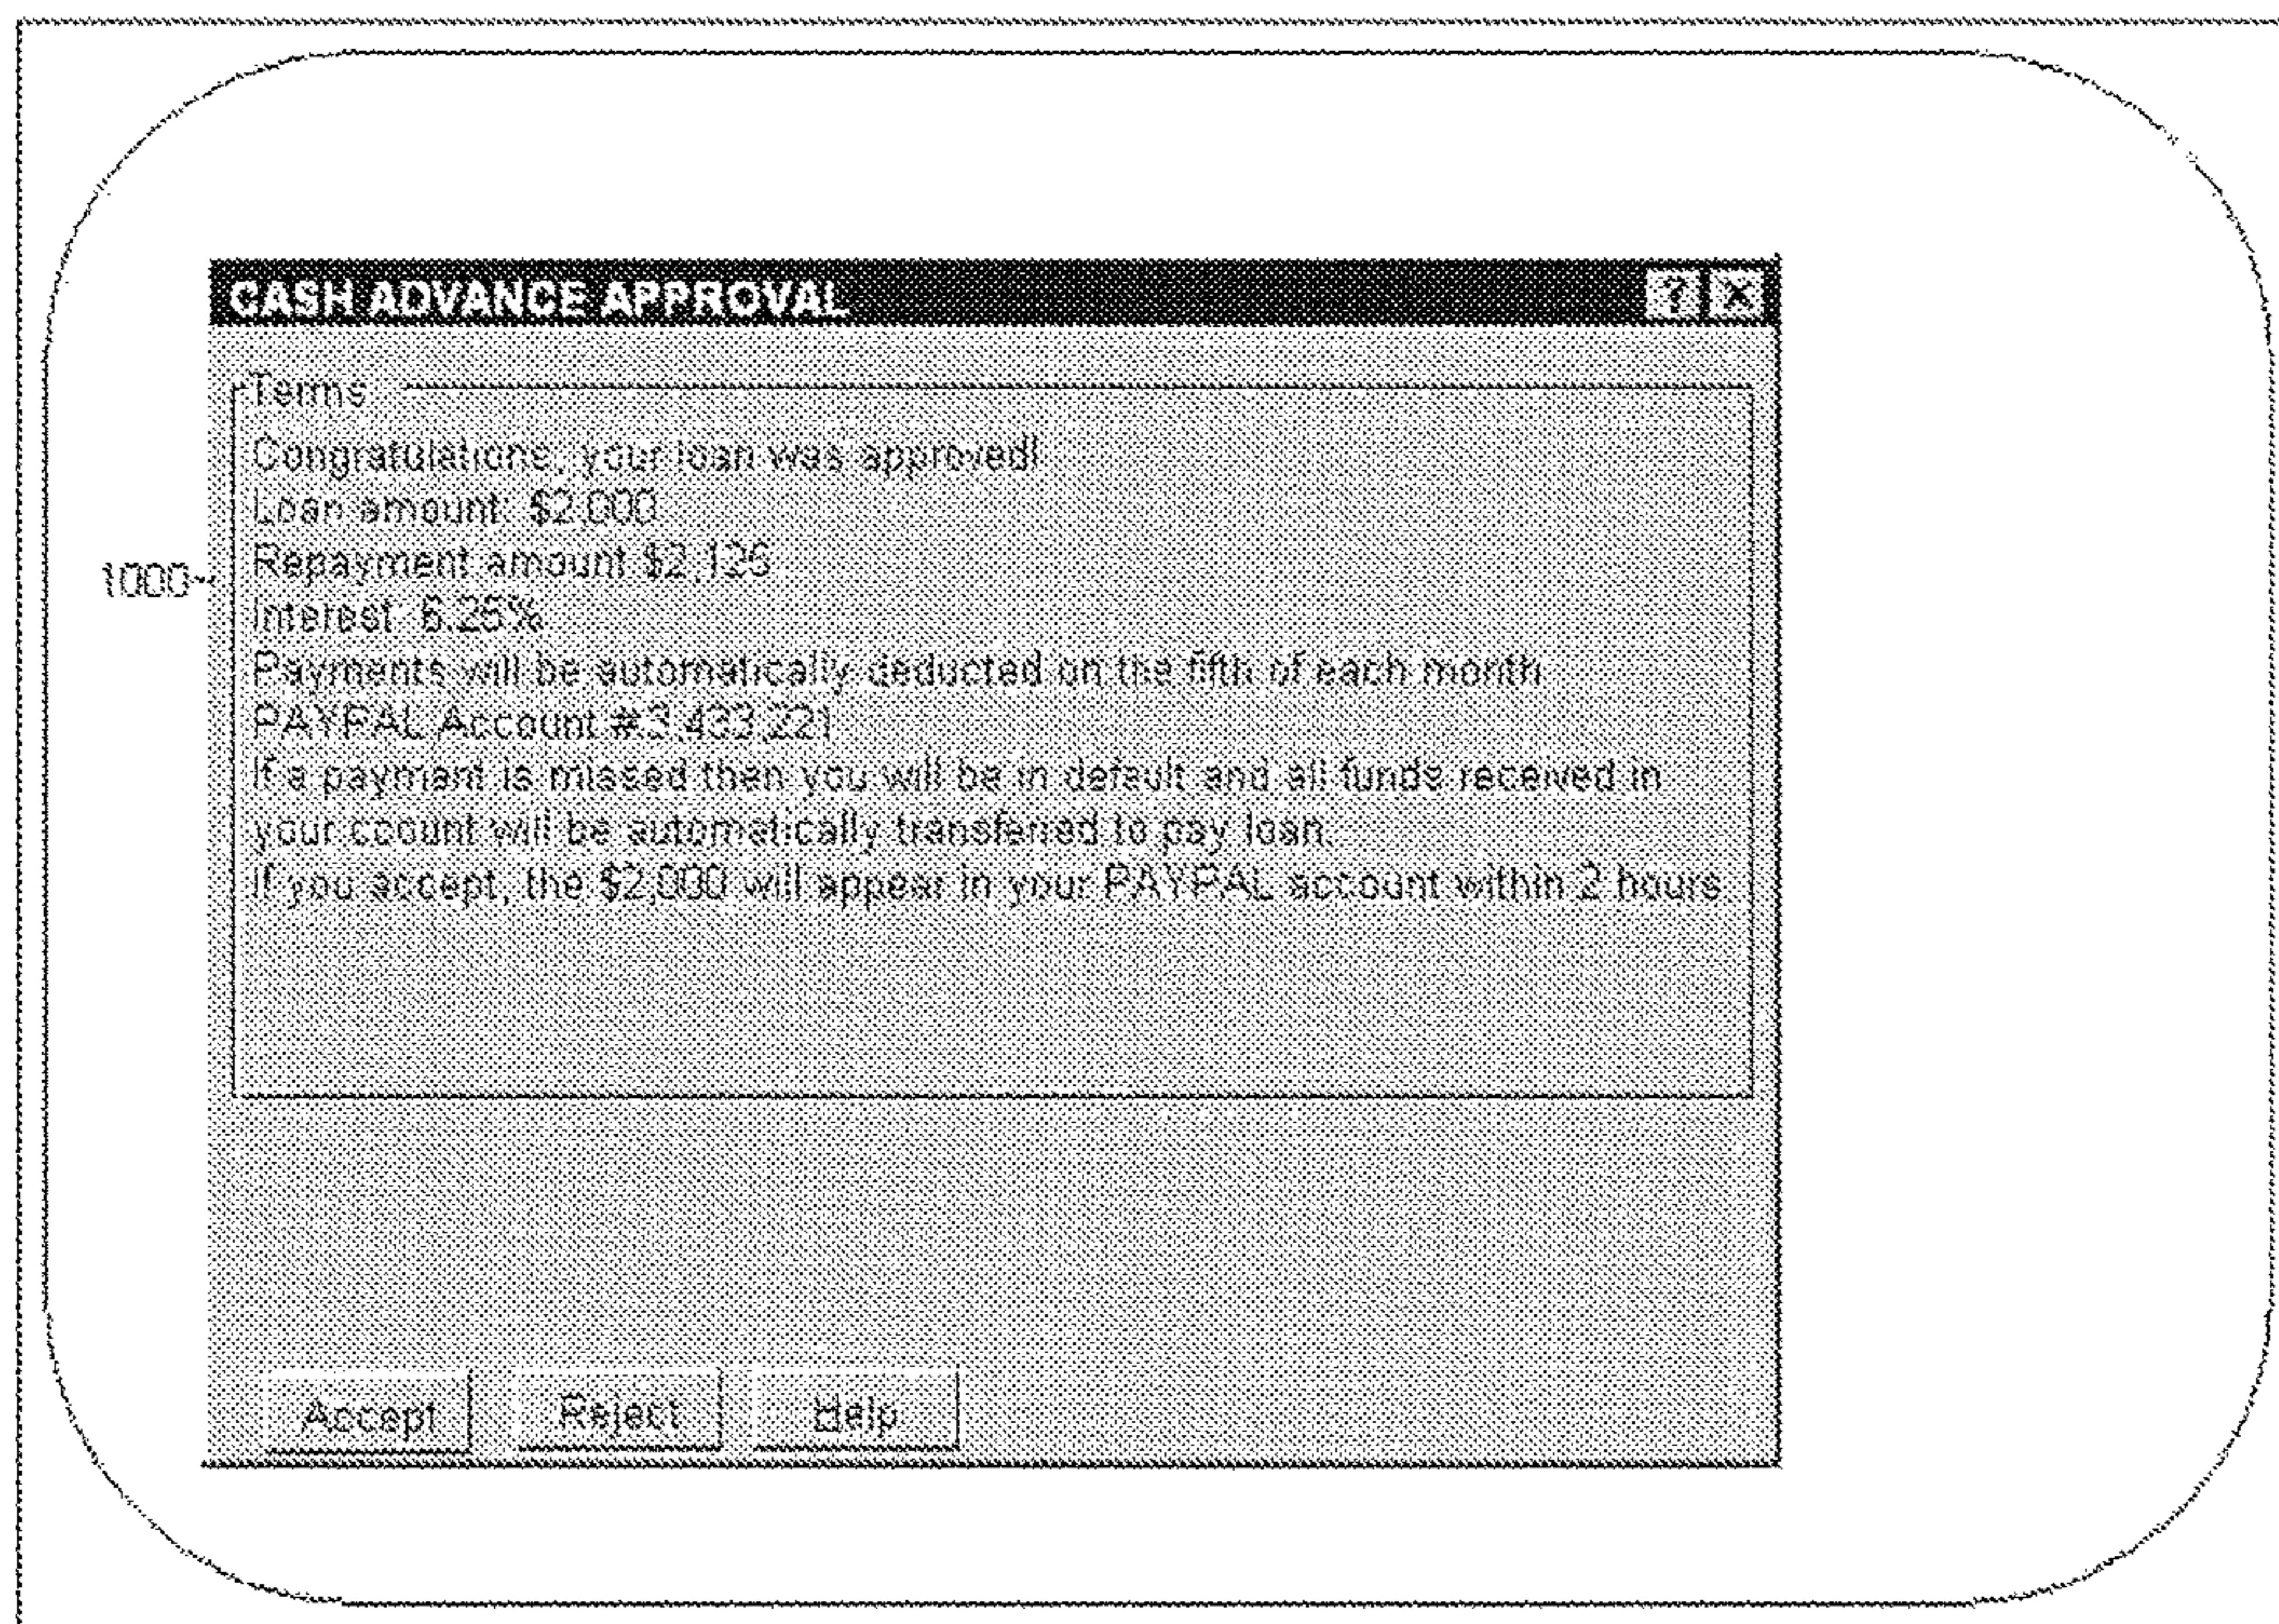 CASH ADVANCE APPROVAL ? X
Terms
Congratulations, your loan was approved!
Loan amount: $2,000
1000~ Repayment amount $2,125
Interest: 6.25%
Payments will be automatically deducted on the fifth of each month
PAYPAL Account #3,433,221
If a payment is missed then you will be in default and all funds received in
your ccount will be automatically transferred to pay loan.
If you accept, the $2,000 will appear in your PAYPAL account within 2 hours
Accept Reject Help